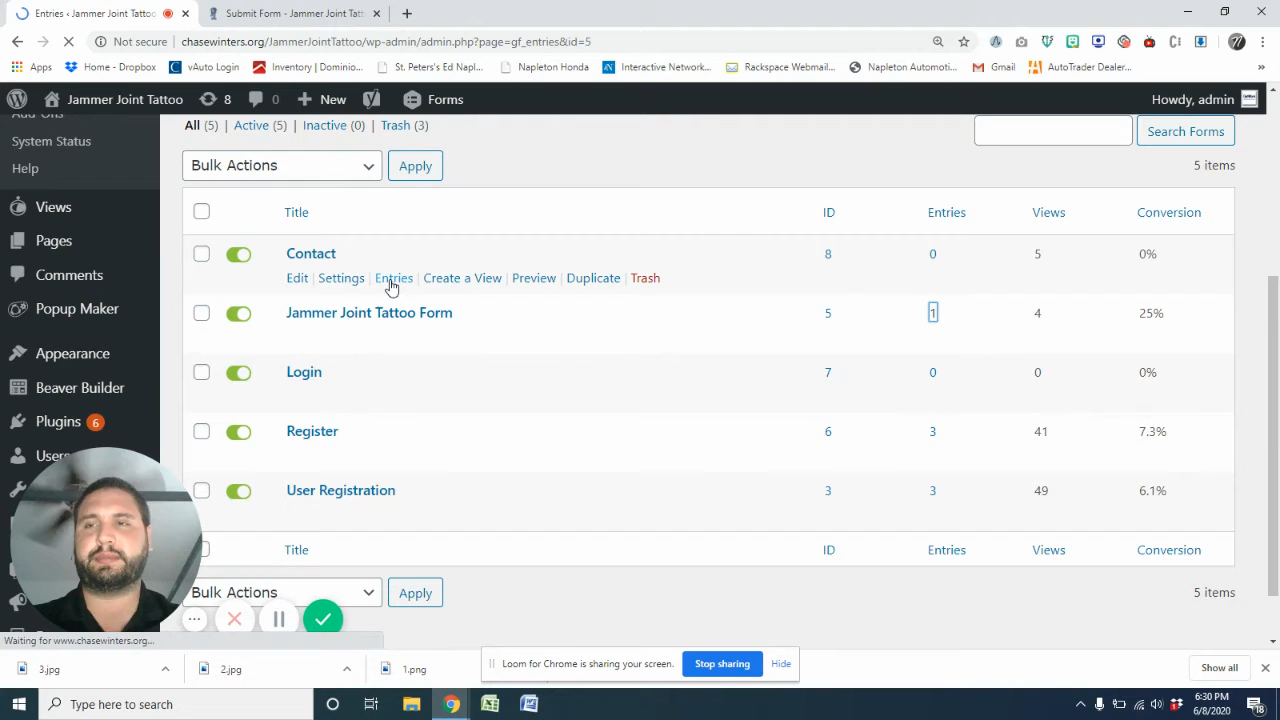 Entries ‹ Jammer Joint Tattoo
Submit Form - Jammer Joint Tat
Not secure | chasewinters.org/JammerJointTattoo/wp-admin/admin.php?page=gf_entries&id=5
Apps
Home - Dropbox
vAuto Login
Inventory | Dominio...
St. Peter's Ed Napl...
Napleton Honda
Interactive Network...
Rackspace Webmail...
Napleton Automoti...
Gmail
AutoTrader Dealer...
Jammer Joint Tattoo
8
0
New
Forms
Howdy, admin
Add-Ons
System Status
Help
Views
Pages
Comments
Popup Maker
Appearance
Beaver Builder
Plugins 6
Users
All (5) | Active (5) | Inactive (0) | Trash (3)
Search Forms
Bulk Actions
Apply
5 items
Title ID Entries Views Conversion
Contact 8 0 5 0%
Edit | Settings | Entries | Create a View | Preview | Duplicate | Trash
Jammer Joint Tattoo Form 5 1 4 25%
Login 7 0 0 0%
Register 6 3 41 7.3%
User Registration 3 3 49 6.1%
Title ID Entries Views Conversion
Bulk Actions
Apply
5 items
Waiting for www.chasewinters.org...
3.jpg
2.jpg
1.png
Loom for Chrome is sharing your screen.
Stop sharing
Hide
Show all
Type here to search
6:30 PM
6/8/2020
18